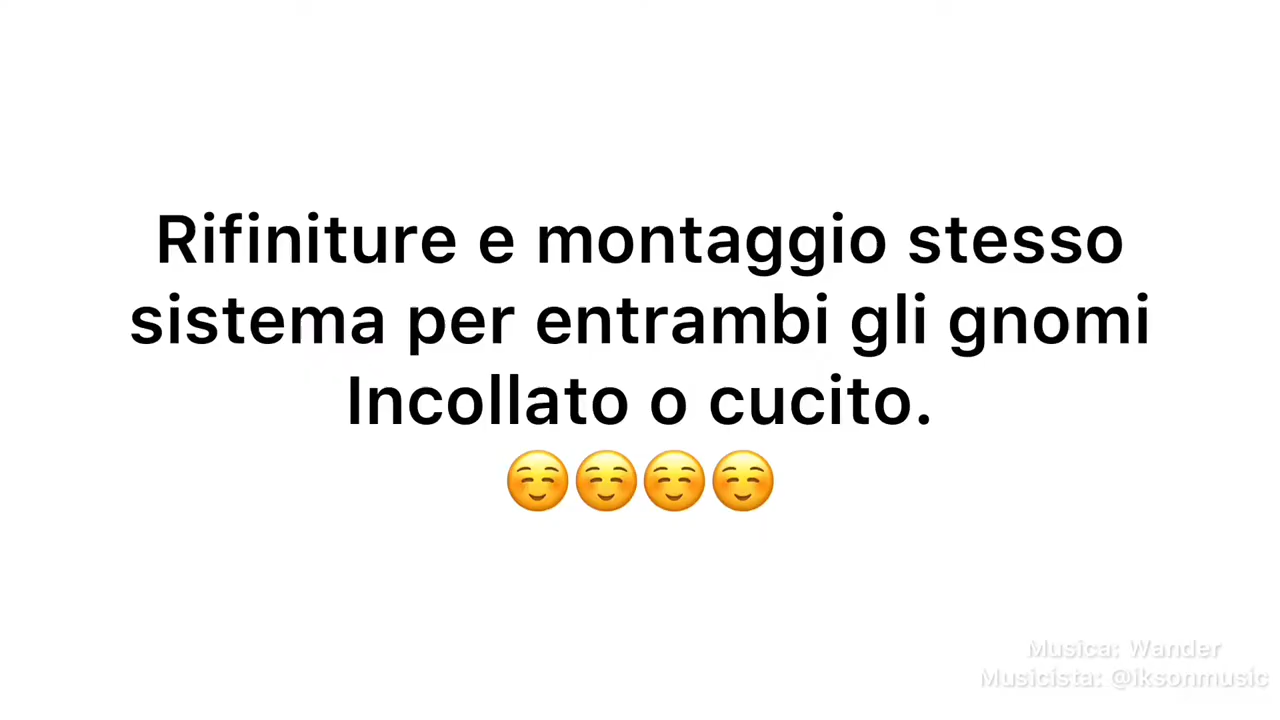 Rifiniture e montaggio stesso
sistema per entrambi gli gnomi
Incollato o cucito.
☺️☺️☺️☺️
Musica: Wander
Musicista: @iksonmusic